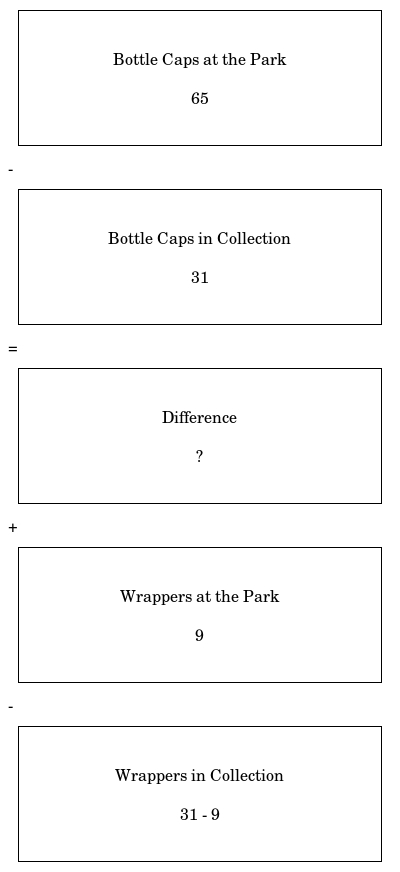 Bottle Caps at the Park
65
-
Bottle Caps in Collection
31
=
Difference
?
+
Wrappers at the Park
9
-
Wrappers in Collection
31 - 9